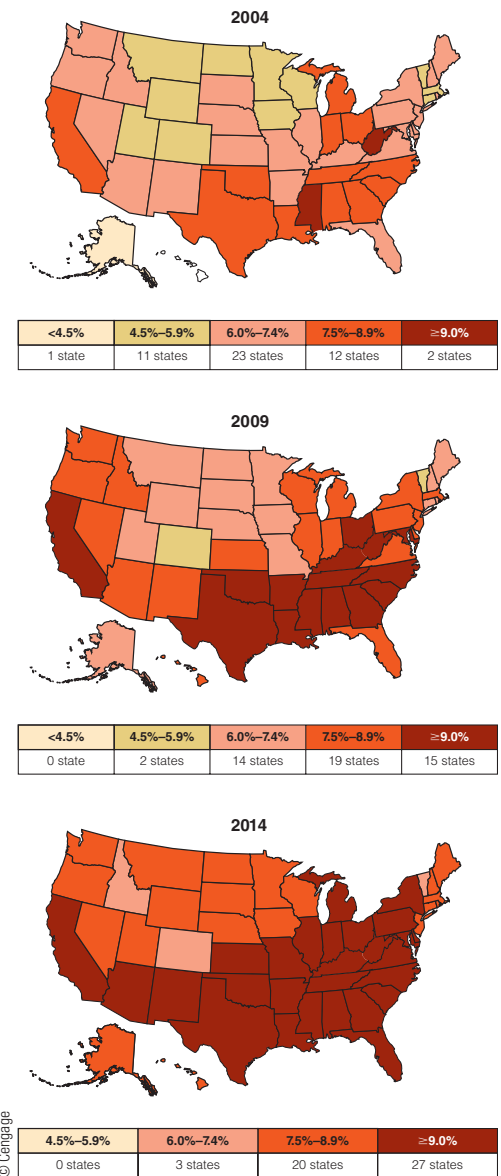 2004
<4.5% 4.5%–5.9% 6.0%–7.4% 7.5%–8.9% ≥9.0%
1 state 11 states 23 states 12 states 2 states
2009
<4.5% 4.5%–5.9% 6.0%–7.4% 7.5%–8.9% ≥9.0%
0 state 2 states 14 states 19 states 15 states
2014
4.5%–5.9% 6.0%–7.4% 7.5%–8.9% ≥9.0%
0 states 3 states 20 states 27 states
© Cengage